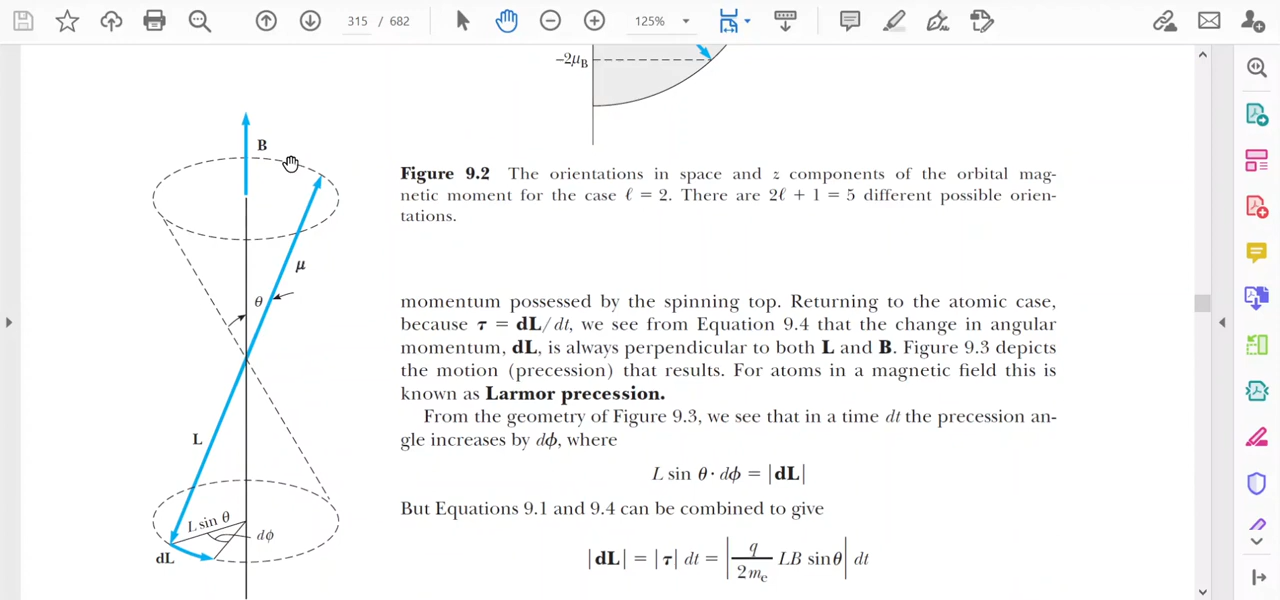 315 / 682
125%
−2μB
B
μ
θ
L
L sin θ
dϕ
dL
Figure 9.2 The orientations in space and z components of the orbital mag-
netic moment for the case ℓ = 2. There are 2ℓ + 1 = 5 different possible orien-
tations.
momentum possessed by the spinning top. Returning to the atomic case,
because τ = dL/dt, we see from Equation 9.4 that the change in angular
momentum, dL, is always perpendicular to both L and B. Figure 9.3 depicts
the motion (precession) that results. For atoms in a magnetic field this is
known as Larmor precession.
From the geometry of Figure 9.3, we see that in a time dt the precession an-
gle increases by dϕ, where
L sin θ · dϕ = |dL|
But Equations 9.1 and 9.4 can be combined to give
|dL| = |τ| dt = |q/2me LB sinθ| dt